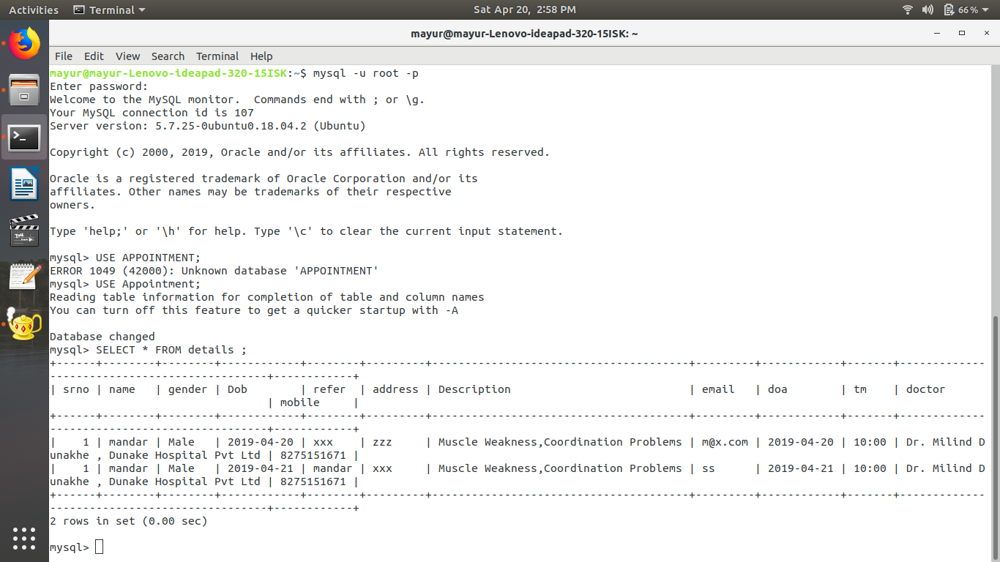 Activities Terminal Sat Apr 20, 2:58 PM 66%
mayur@mayur-Lenovo-ideapad-320-15ISK: ~
File Edit View Search Terminal Help
mayur@mayur-Lenovo-ideapad-320-15ISK:~$ mysql -u root -p
Enter password:
Welcome to the MySQL monitor.  Commands end with ; or \g.
Your MySQL connection id is 107
Server version: 5.7.25-0ubuntu0.18.04.2 (Ubuntu)

Copyright (c) 2000, 2019, Oracle and/or its affiliates. All rights reserved.

Oracle is a registered trademark of Oracle Corporation and/or its
affiliates. Other names may be trademarks of their respective
owners.

Type 'help;' or '\h' for help. Type '\c' to clear the current input statement.

mysql> USE APPOINTMENT;
ERROR 1049 (42000): Unknown database 'APPOINTMENT'
mysql> USE Appointment;
Reading table information for completion of table and column names
You can turn off this feature to get a quicker startup with -A

Database changed
mysql> SELECT * FROM details ;
+------+--------+--------+------------+--------+---------+---------------------------------------+---------+------------+-------+-------------
---------------------------------+------------+
| srno | name   | gender | Dob        | refer  | address | Description                           | email   | doa        | tm    | doctor
                                 | mobile     |
+------+--------+--------+------------+--------+---------+---------------------------------------+---------+------------+-------+-------------
---------------------------------+------------+
|    1 | mandar | Male   | 2019-04-20 | xxx    | zzz     | Muscle Weakness,Coordination Problems | m@x.com | 2019-04-20 | 10:00 | Dr. Milind D
unakhe , Dunake Hospital Pvt Ltd | 8275151671 |
|    1 | mandar | Male   | 2019-04-21 | mandar | xxx     | Muscle Weakness,Coordination Problems | ss      | 2019-04-21 | 10:00 | Dr. Milind D
unakhe , Dunake Hospital Pvt Ltd | 8275151671 |
+------+--------+--------+------------+--------+---------+---------------------------------------+---------+------------+-------+-------------
---------------------------------+------------+
2 rows in set (0.00 sec)

mysql>